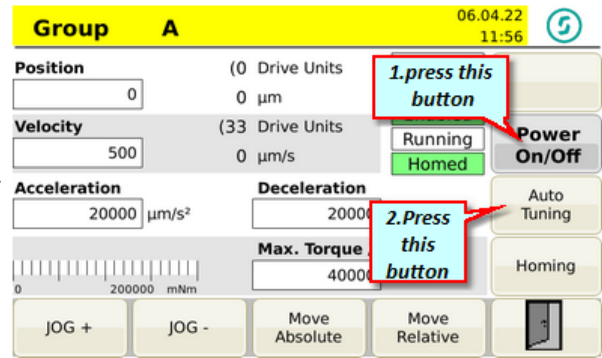 Group A
06.04.22
11:56
Position
(0 Drive Units
0
0 μm
Velocity
(33 Drive Units
500
0 μm/s
Running
Homed
Acceleration
Deceleration
20000 μm/s²
Max. Torque
0
200000 mNm
1.press this
button
Power
On/Off
Auto
Tuning
2.Press
this
button
Homing
JOG +
JOG -
Move
Absolute
Move
Relative